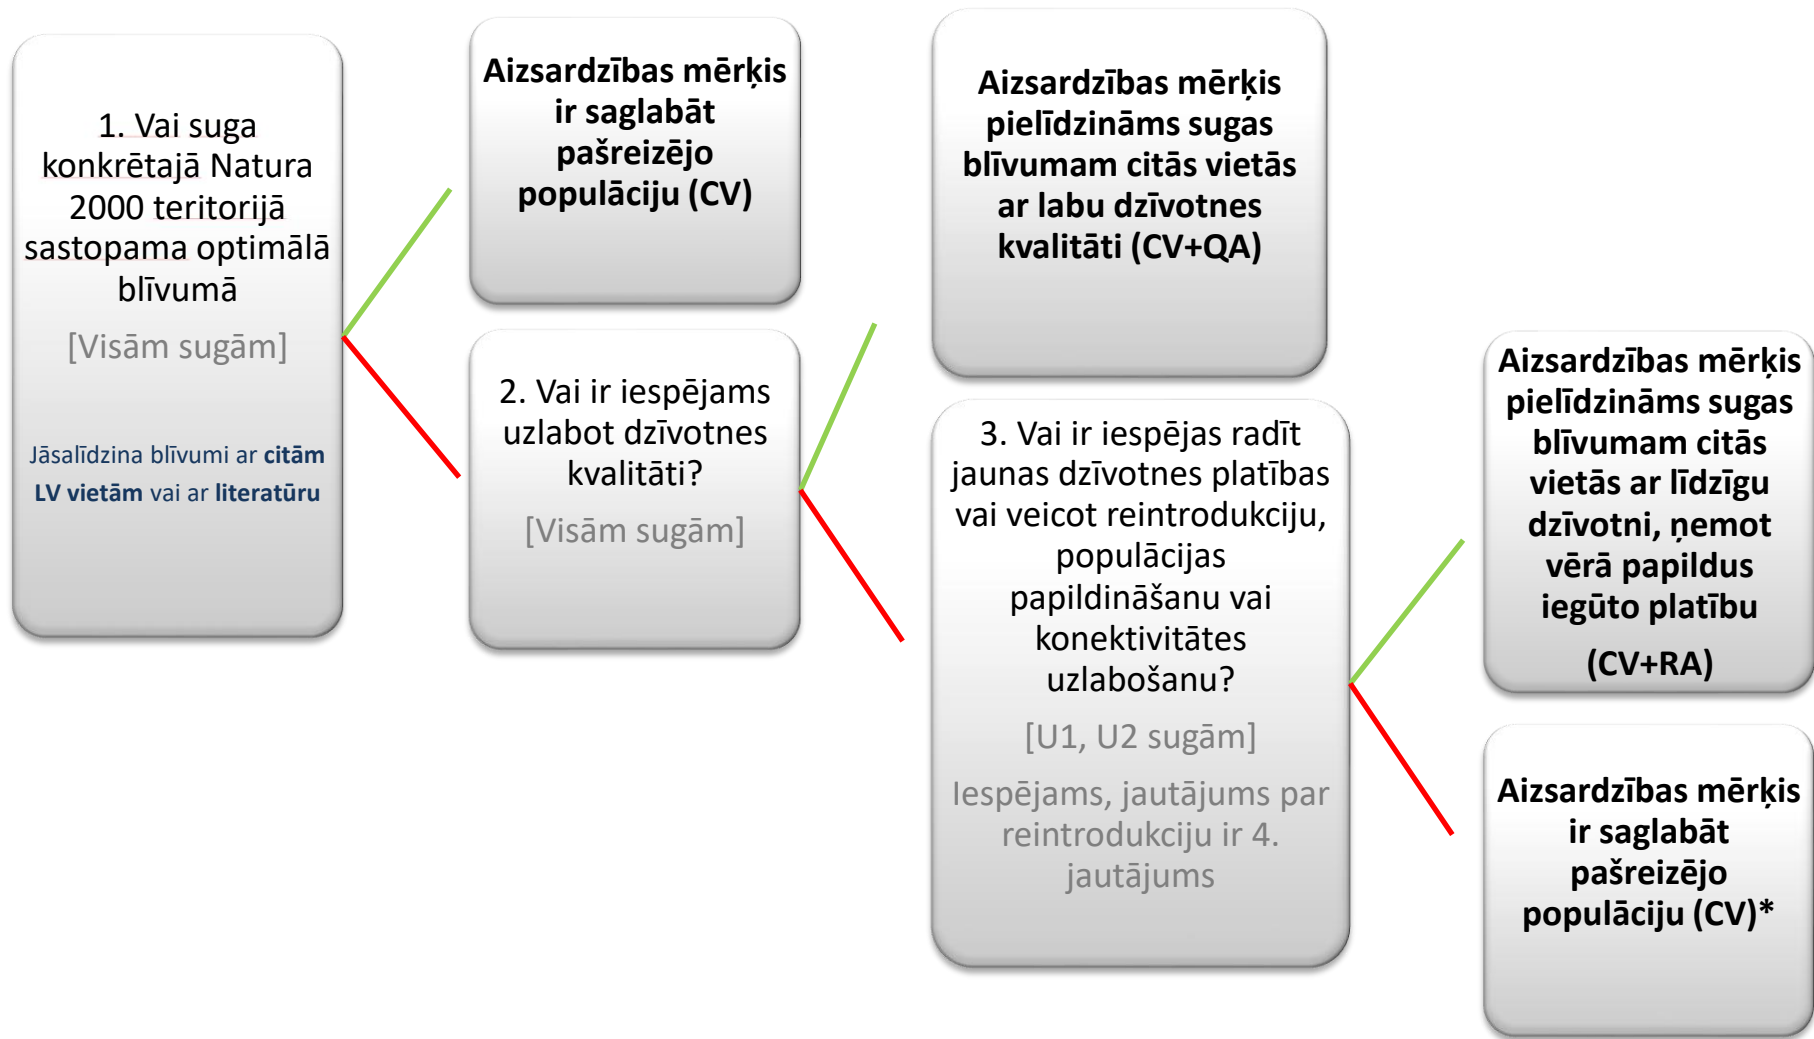 1. Vai suga
konkrētajā Natura
2000 teritorijā
sastopama optimālā
blīvumā
[Visām sugām]
Jāsalīdzina blīvumi ar citām
LV vietām vai ar literatūru
Aizsardzības mērķis
ir saglabāt
pašreizējo
populāciju (CV)
2. Vai ir iespējams
uzlabot dzīvotnes
kvalitāti?
[Visām sugām]
Aizsardzības mērķis
pielīdzināms sugas
blīvumam citās vietās
ar labu dzīvotnes
kvalitāti (CV+QA)
3. Vai ir iespējas radīt
jaunas dzīvotnes platības
vai veicot reintrodukciju,
populācijas
papildināšanu vai
konektivitātes
uzlabošanu?
[U1, U2 sugām]
Iespējams, jautājums par
reintrodukciju ir 4.
jautājums
Aizsardzības mērķis
pielīdzināms sugas
blīvumam citās
vietās ar līdzīgu
dzīvotni, ņemot
vērā papildus
iegūto platību
(CV+RA)
Aizsardzības mērķis
ir saglabāt
pašreizējo
populāciju (CV)*